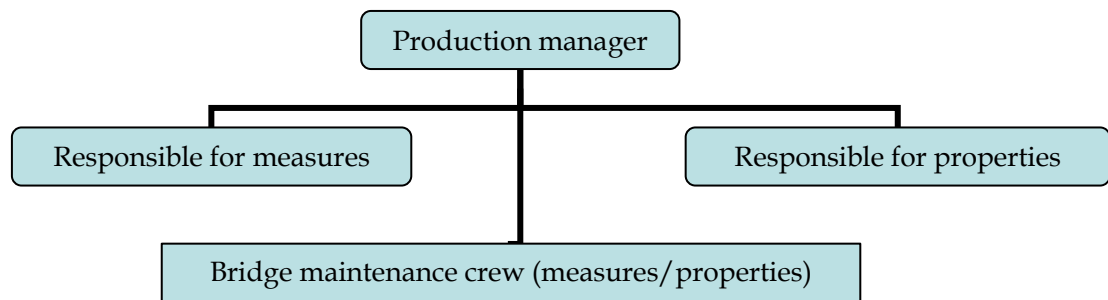 Production manager
Responsible for measures
Responsible for properties
Bridge maintenance crew (measures/properties)